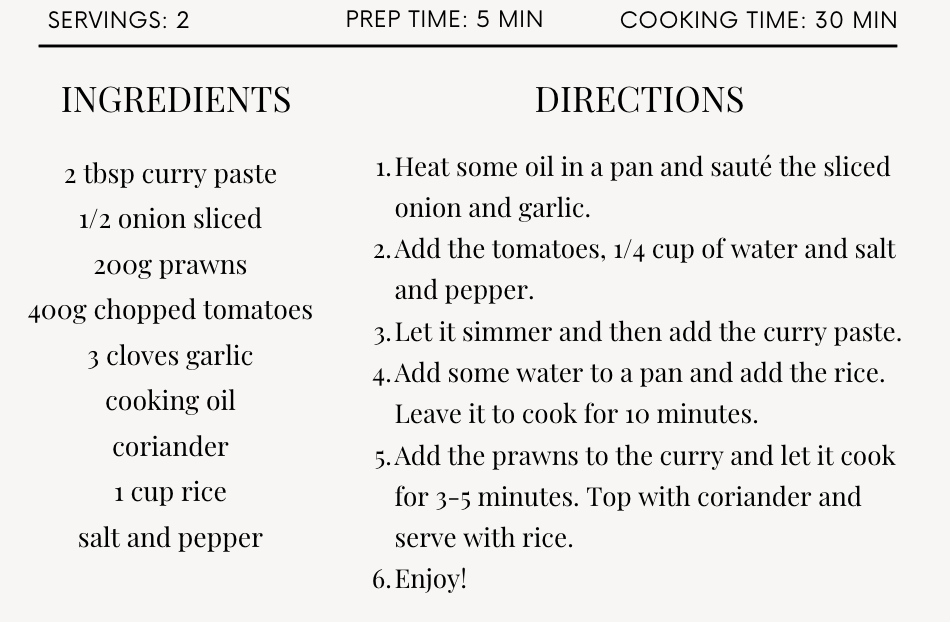 SERVINGS: 2 PREP TIME: 5 MIN COOKING TIME: 30 MIN
INGREDIENTS
2 tbsp curry paste
1/2 onion sliced
200g prawns
400g chopped tomatoes
3 cloves garlic
cooking oil
coriander
1 cup rice
salt and pepper
DIRECTIONS
1. Heat some oil in a pan and sauté the sliced
onion and garlic.
2. Add the tomatoes, 1/4 cup of water and salt
and pepper.
3. Let it simmer and then add the curry paste.
4. Add some water to a pan and add the rice.
Leave it to cook for 10 minutes.
5. Add the prawns to the curry and let it cook
for 3-5 minutes. Top with coriander and
serve with rice.
6. Enjoy!